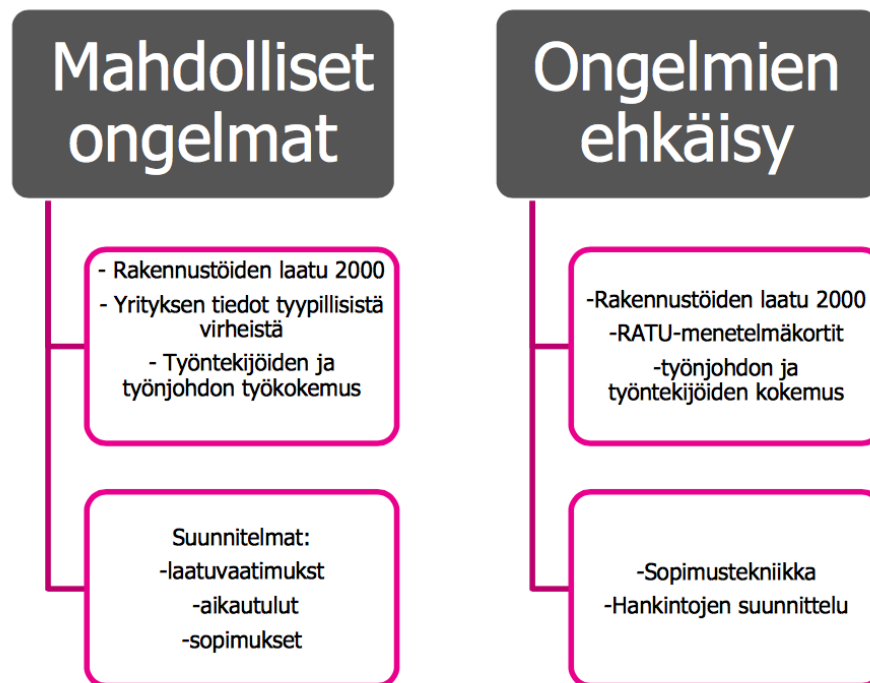 Mahdolliset
ongelmat
- Rakennustöiden laatu 2000
- Yrityksen tiedot tyypillisistä
virheistä
- Työntekijöiden ja
työnjohdon työkokemus
Suunnitelmat:
-laatuvaatimukst
-aikautulut
-sopimukset
Ongelmien
ehkäisy
-Rakennustöiden laatu 2000
-RATU-menetelmäkortit
-työnjohdon ja
työntekijöiden kokemus
-Sopimustekniikka
-Hankintojen suunnittelu